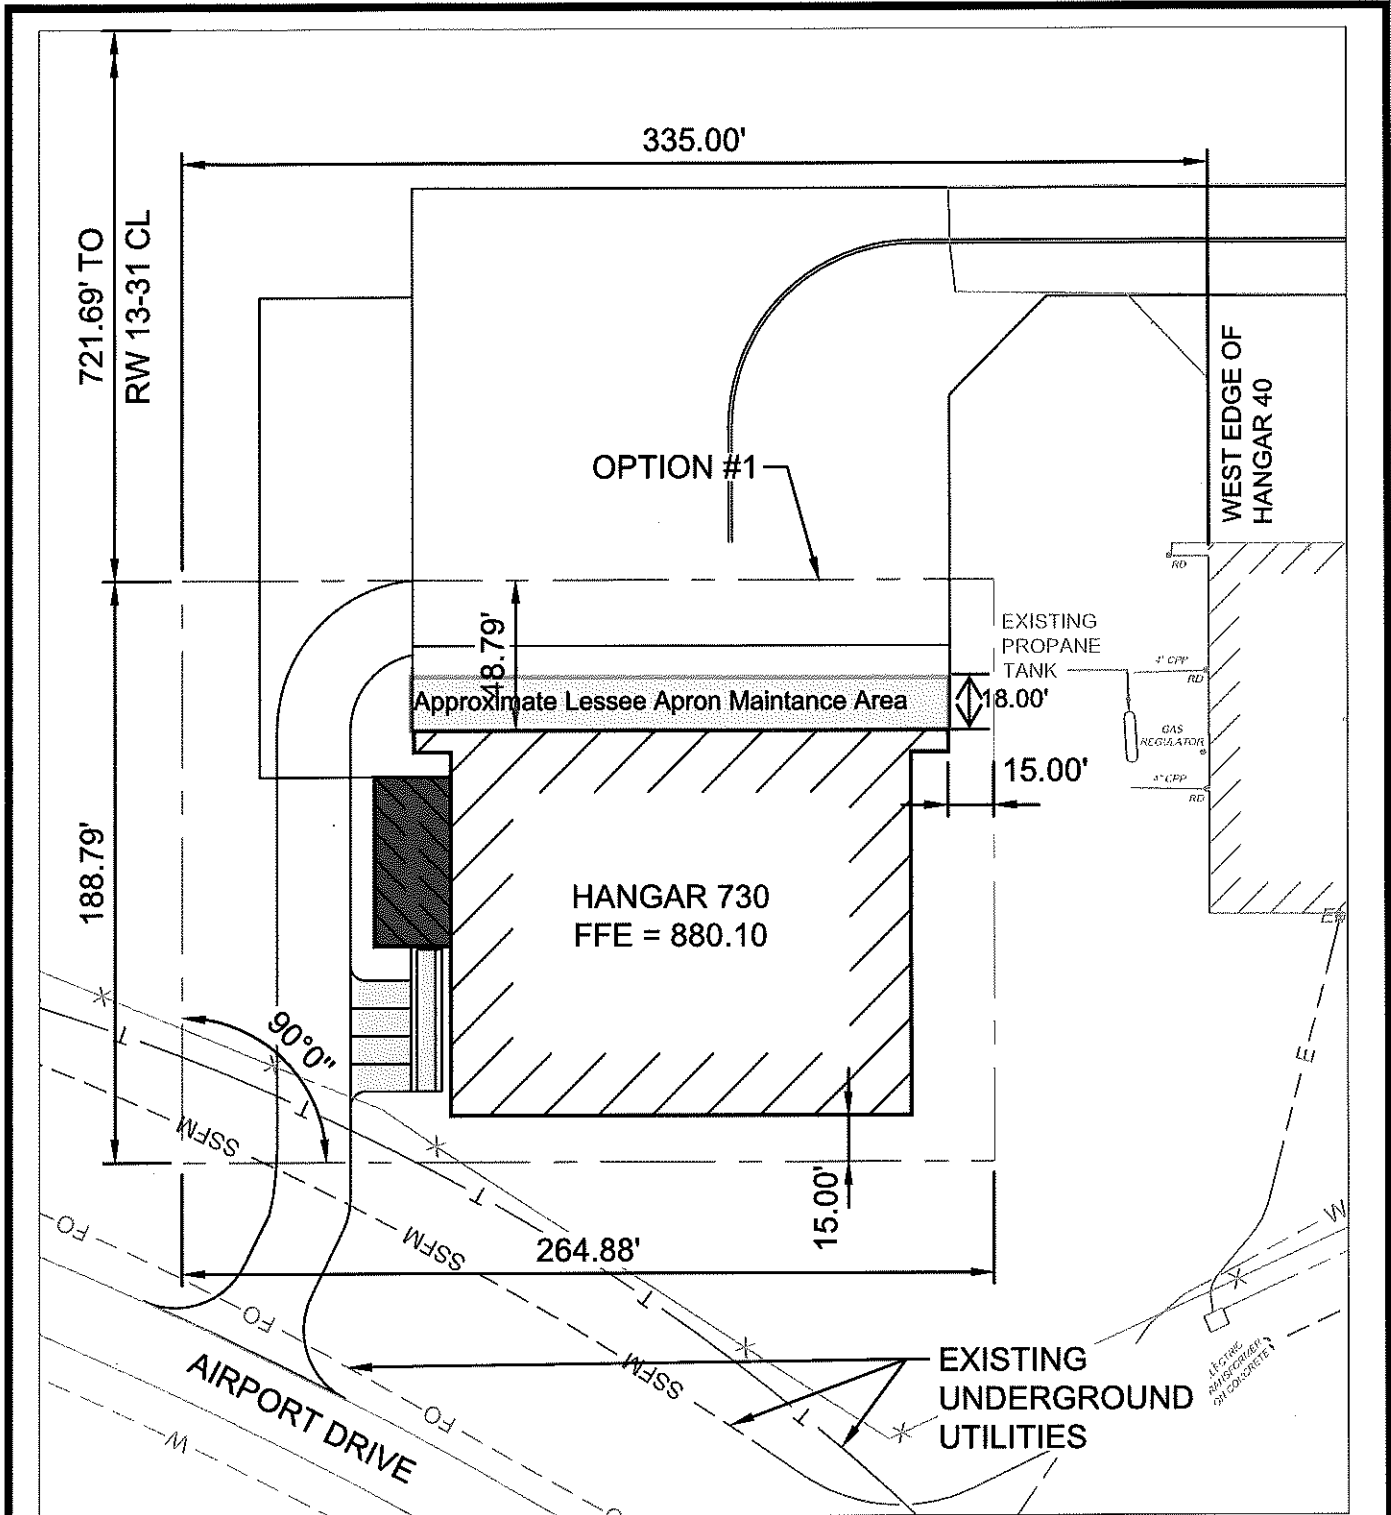 335.00'
721.69' TO
RW 13-31 CL
WEST EDGE OF
HANGAR 40
OPTION #1
RD
EXISTING
PROPANE
TANK
48.79'
4" CPP
RD
Approximate Lessee Apron Maintance Area
18.00'
GAS
REGULATOR
15.00'
4" CPP
RD
188.79'
HANGAR 730
FFE = 880.10
E
90°0"
T
T
SSFM
E
T
15.00'
FO
SSFM
264.88'
W
T
FO
SSFM
EXISTING
UNDERGROUND
UTILITIES
AIRPORT DRIVE
FO
T
W